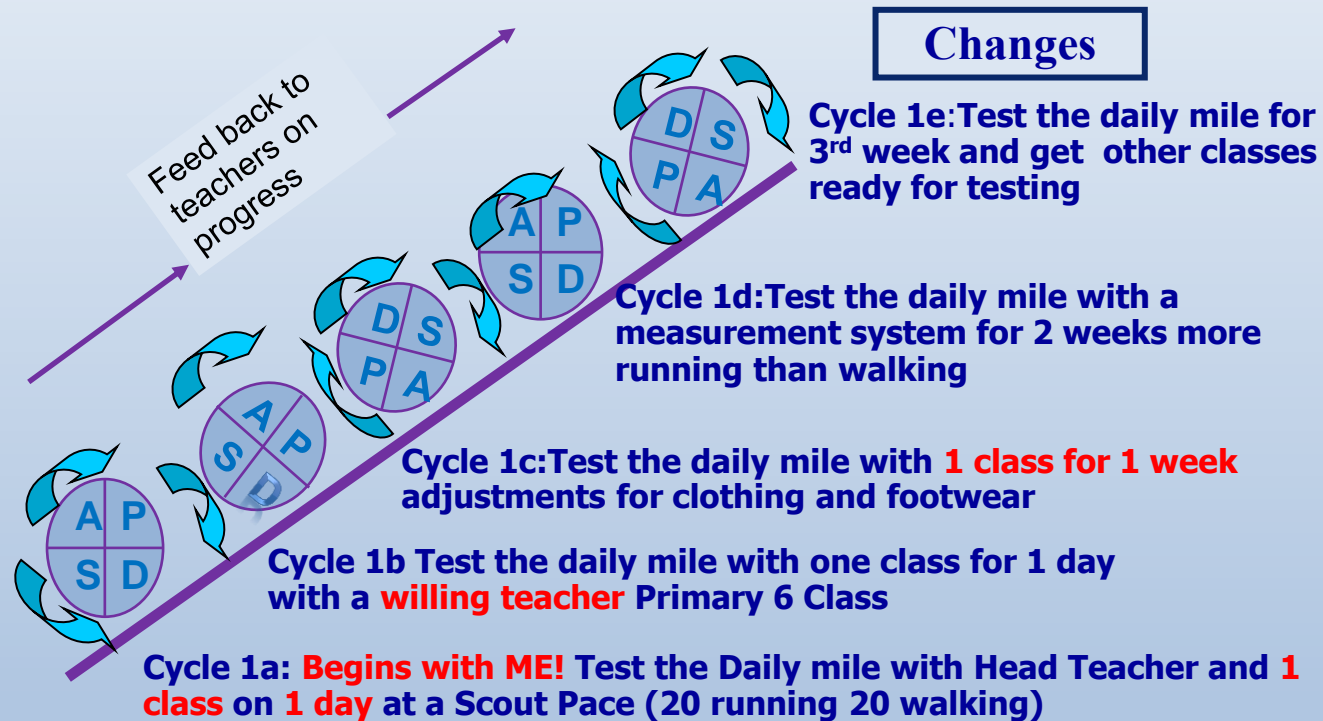 Changes
Feed back to
teachers on
progress
D S
P A
Cycle 1e:Test the daily mile for
3rd week and get other classes
ready for testing
A P
S D
Cycle 1d:Test the daily mile with a
measurement system for 2 weeks more
running than walking
D S
P A
Cycle 1c:Test the daily mile with 1 class for 1 week
adjustments for clothing and footwear
A P
S D
Cycle 1b Test the daily mile with one class for 1 day
with a willing teacher Primary 6 Class
A P
S D
Cycle 1a: Begins with ME! Test the Daily mile with Head Teacher and 1
class on 1 day at a Scout Pace (20 running 20 walking)